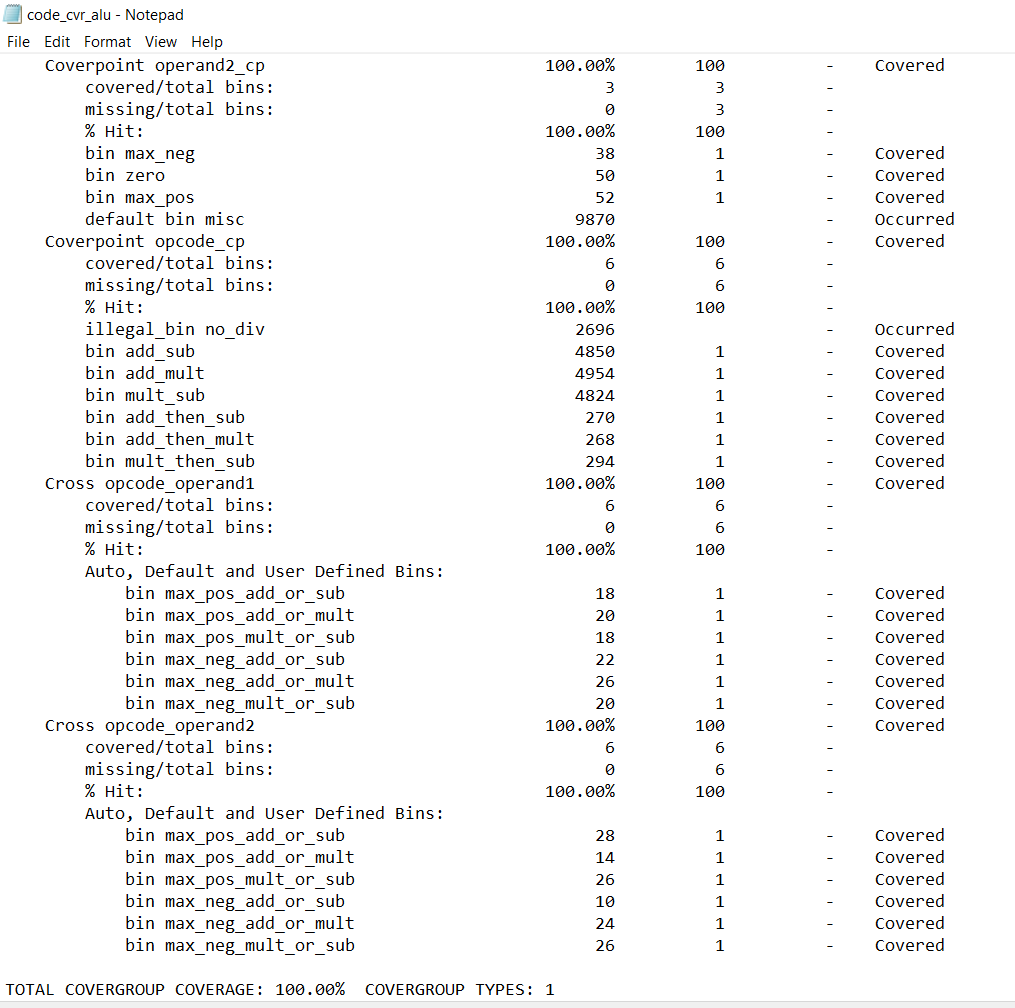 code_cvr_alu - Notepad
File Edit Format View Help
Coverpoint operand2_cp 100.00% 100 - Covered
covered/total bins: 3 3 -
missing/total bins: 0 3 -
% Hit: 100.00% 100 -
bin max_neg 38 1 - Covered
bin zero 50 1 - Covered
bin max_pos 52 1 - Covered
default bin misc 9870 - Occurred
Coverpoint opcode_cp 100.00% 100 - Covered
covered/total bins: 6 6 -
missing/total bins: 0 6 -
% Hit: 100.00% 100 -
illegal_bin no_div 2696 - Occurred
bin add_sub 4850 1 - Covered
bin add_mult 4954 1 - Covered
bin mult_sub 4824 1 - Covered
bin add_then_sub 270 1 - Covered
bin add_then_mult 268 1 - Covered
bin mult_then_sub 294 1 - Covered
Cross opcode_operand1 100.00% 100 - Covered
covered/total bins: 6 6 -
missing/total bins: 0 6 -
% Hit: 100.00% 100 -
Auto, Default and User Defined Bins:
bin max_pos_add_or_sub 18 1 - Covered
bin max_pos_add_or_mult 20 1 - Covered
bin max_pos_mult_or_sub 18 1 - Covered
bin max_neg_add_or_sub 22 1 - Covered
bin max_neg_add_or_mult 26 1 - Covered
bin max_neg_mult_or_sub 20 1 - Covered
Cross opcode_operand2 100.00% 100 - Covered
covered/total bins: 6 6 -
missing/total bins: 0 6 -
% Hit: 100.00% 100 -
Auto, Default and User Defined Bins:
bin max_pos_add_or_sub 28 1 - Covered
bin max_pos_add_or_mult 14 1 - Covered
bin max_pos_mult_or_sub 26 1 - Covered
bin max_neg_add_or_sub 10 1 - Covered
bin max_neg_add_or_mult 24 1 - Covered
bin max_neg_mult_or_sub 26 1 - Covered
TOTAL COVERGROUP COVERAGE: 100.00% COVERGROUP TYPES: 1